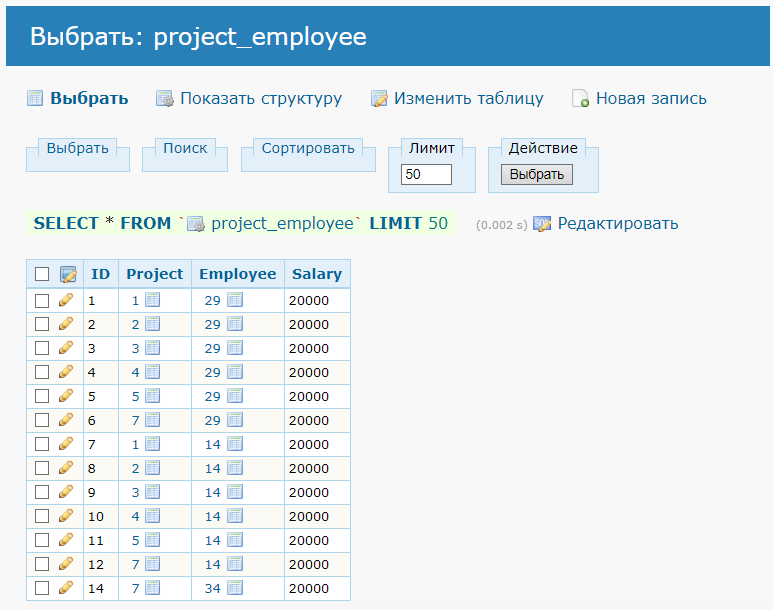 Выбрать: project_employee
Выбрать Показать структуру Изменить таблицу Новая запись
Выбрать Поиск Сортировать Лимит Действие
50 Выбрать
SELECT * FROM `project_employee` LIMIT 50 (0.002 s) Редактировать
ID Project Employee Salary
1 1 29 20000
2 2 29 20000
3 3 29 20000
4 4 29 20000
5 5 29 20000
6 7 29 20000
7 1 14 20000
8 2 14 20000
9 3 14 20000
10 4 14 20000
11 5 14 20000
12 7 14 20000
14 7 34 20000